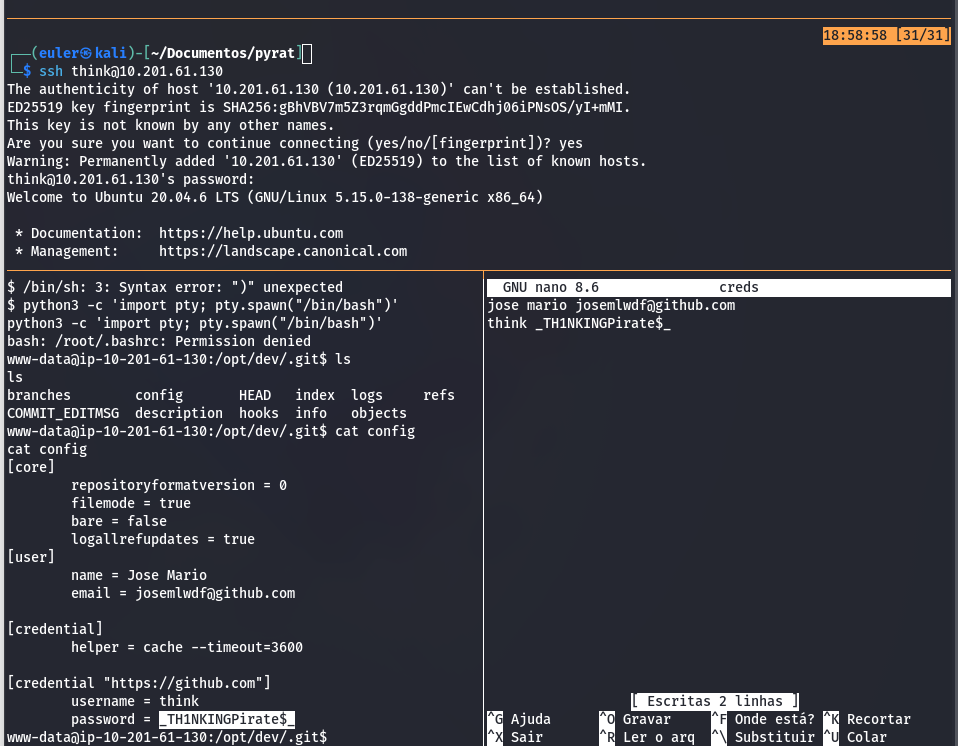 18:58:58 [31/31]
┌──(euler㉿kali)-[~/Documentos/pyrat]
└─$ ssh think@10.201.61.130
The authenticity of host '10.201.61.130 (10.201.61.130)' can't be established.
ED25519 key fingerprint is SHA256:gBhVBV7m5Z3rqmGgddPmcIEwCdhj06iPNsOS/yI+mMI.
This key is not known by any other names.
Are you sure you want to continue connecting (yes/no/[fingerprint])? yes
Warning: Permanently added '10.201.61.130' (ED25519) to the list of known hosts.
think@10.201.61.130's password:
Welcome to Ubuntu 20.04.6 LTS (GNU/Linux 5.15.0-138-generic x86_64)
* Documentation:  https://help.ubuntu.com
* Management:     https://landscape.canonical.com
$ /bin/sh: 3: Syntax error: ")" unexpected
$ python3 -c 'import pty; pty.spawn("/bin/bash")'
python3 -c 'import pty; pty.spawn("/bin/bash")'
bash: /root/.bashrc: Permission denied
www-data@ip-10-201-61-130:/opt/dev/.git$ ls
ls
branches        config       HEAD   index  logs     refs
COMMIT_EDITMSG  description  hooks  info   objects
www-data@ip-10-201-61-130:/opt/dev/.git$ cat config
cat config
[core]
repositoryformatversion = 0
filemode = true
bare = false
logallrefupdates = true
[user]
name = Jose Mario
email = josemlwdf@github.com
[credential]
helper = cache --timeout=3600
[credential "https://github.com"]
username = think
password = _TH1NKINGPirate$_
www-data@ip-10-201-61-130:/opt/dev/.git$
GNU nano 8.6               creds
jose mario josemlwdf@github.com
think _TH1NKINGPirate$_
[ Escritas 2 linhas ]
^G Ajuda      ^O Gravar     ^F Onde está? ^K Recortar
^X Sair       ^R Ler o arq  ^\ Substituir ^U Colar